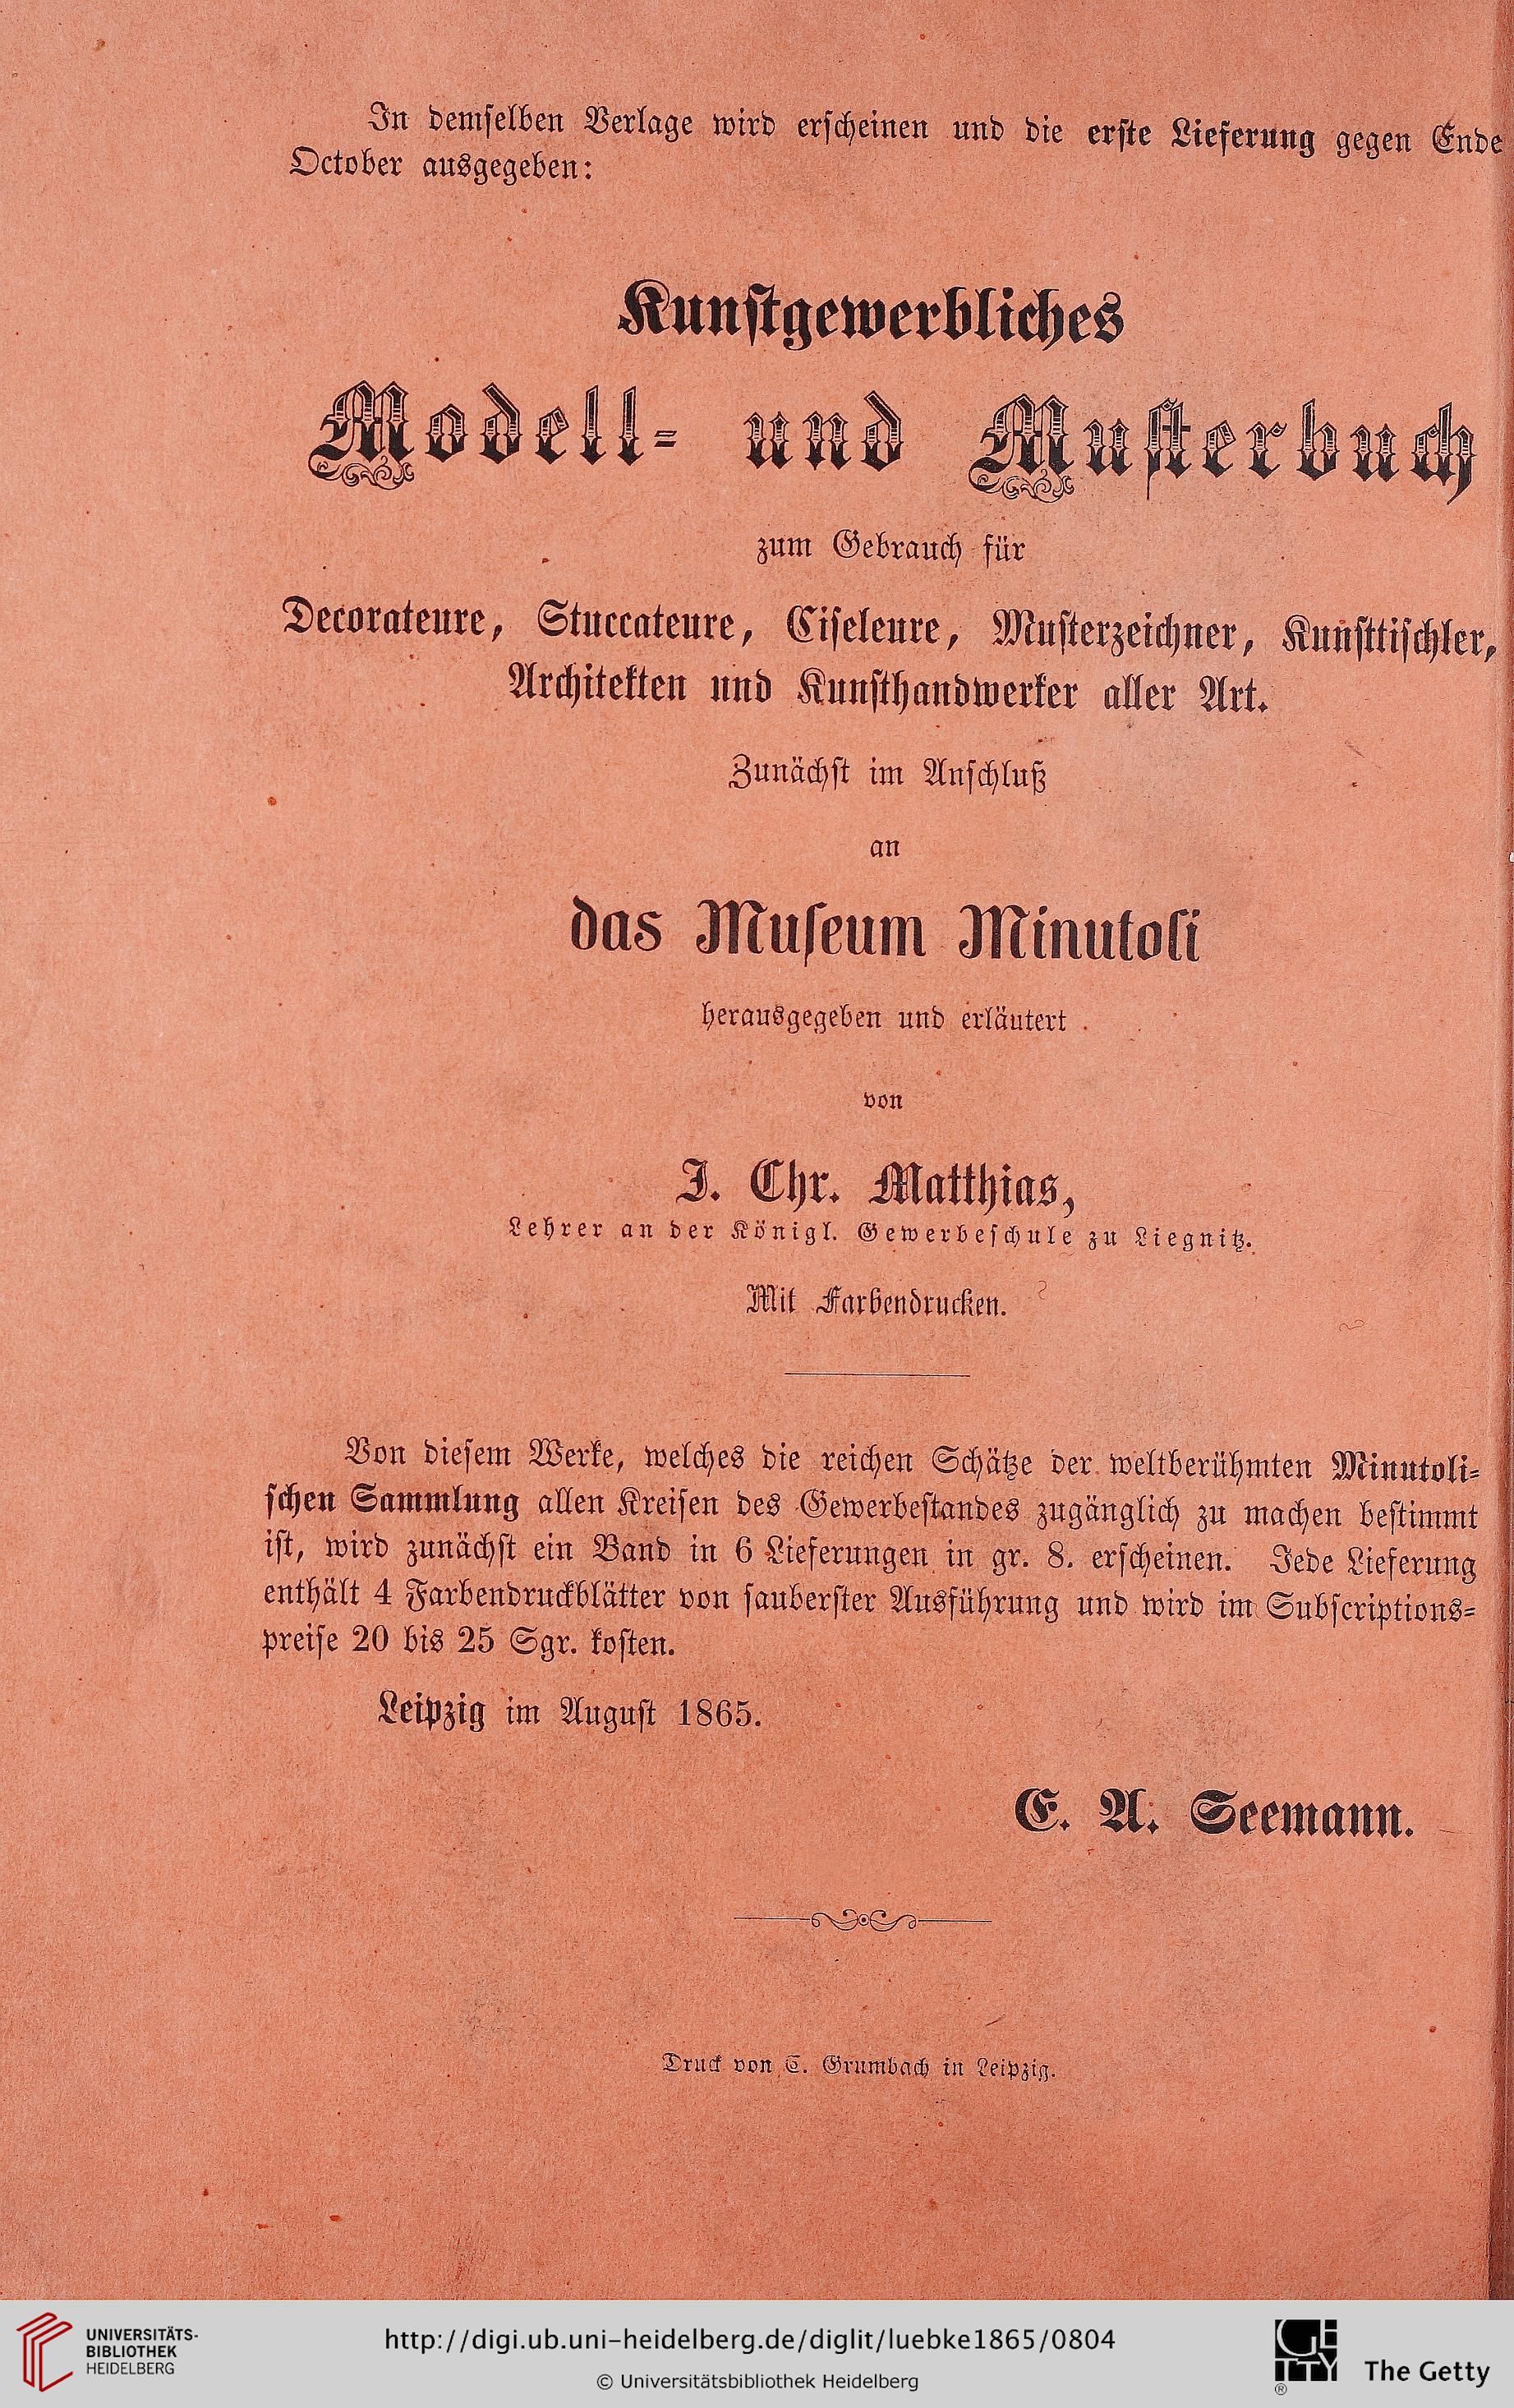 In demselben Verlage wird erscheinen und die erste Lieferung gegen Ende
October ausgegeben:
Kunstgewerbliches
Modell- und Musterbuch
zum Gebrauch für
Decorateure, Stuccateure, Ciseleure, Musterzeichner, Kunsttischler,
Architekten und Kunsthandwerker aller Art.
Zunächst im Anschluß
an
das Museum Minutoli
herausgegeben und erläutert
von
J. Chr. Matthias,
Lehrer an der Königl. Gewerbeschule zu Liegnitz.
Mit Farbendrucken.
Von diesem Werke, welches die reichen Schätze der weltberühmten Minutoli-
schen Sammlung allen Kreisen des Gewerbestandes zugänglich zu machen bestimmt
ist, wird zunächst ein Band in 6 Lieferungen in gr. 8. erscheinen. Jede Lieferung
enthält 4 Farbendruckblätter von sauberster Ausführung und wird im Subscriptions-
preise 20 bis 25 Sgr. kosten.
Leipzig im August 1865.
E. A. Seemann.
Druck von C. Grumbach in Leipzig.
UNIVERSITÄTS-
BIBLIOTHEK
HEIDELBERG
http://digi.ub.uni-heidelberg.de/diglit/luebke1865/0804
© Universitätsbibliothek Heidelberg
GETTY
®
The Getty